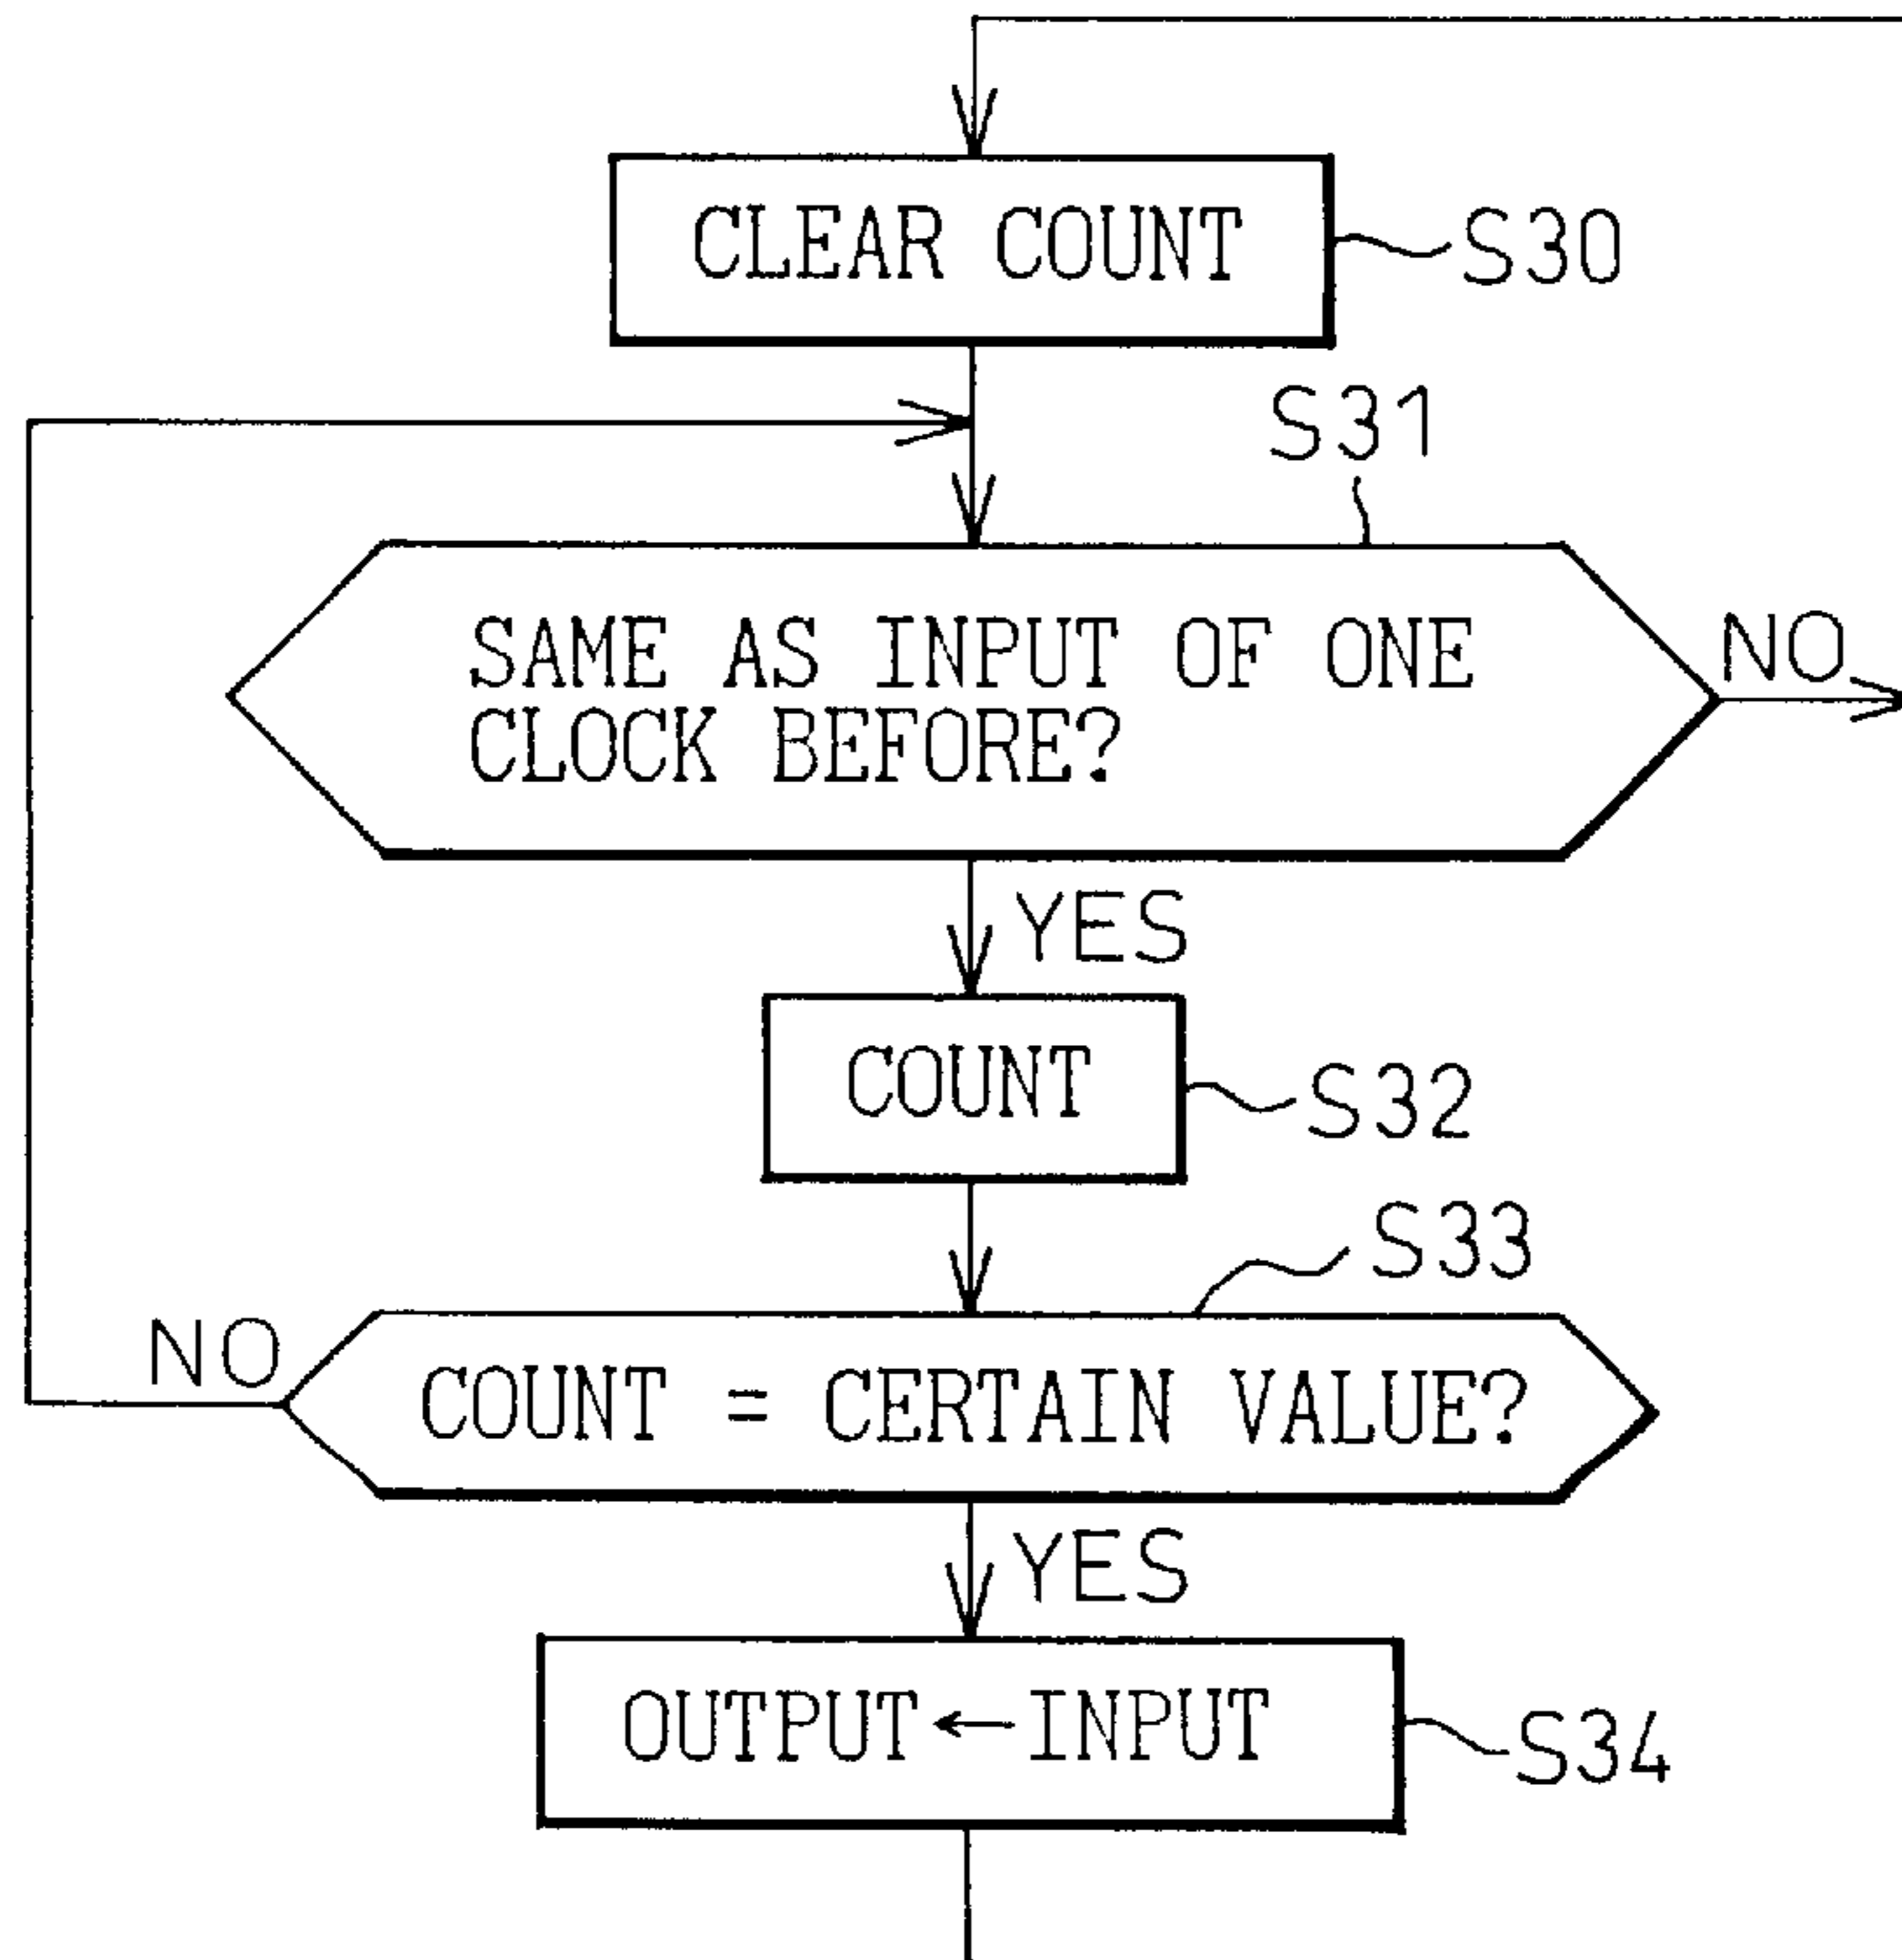 CLEAR COUNT
S30
S31
SAME AS INPUT OF ONE
CLOCK BEFORE?
NO
YES
COUNT
S32
S33
NO
COUNT = CERTAIN VALUE?
YES
OUTPUT ← INPUT
S34